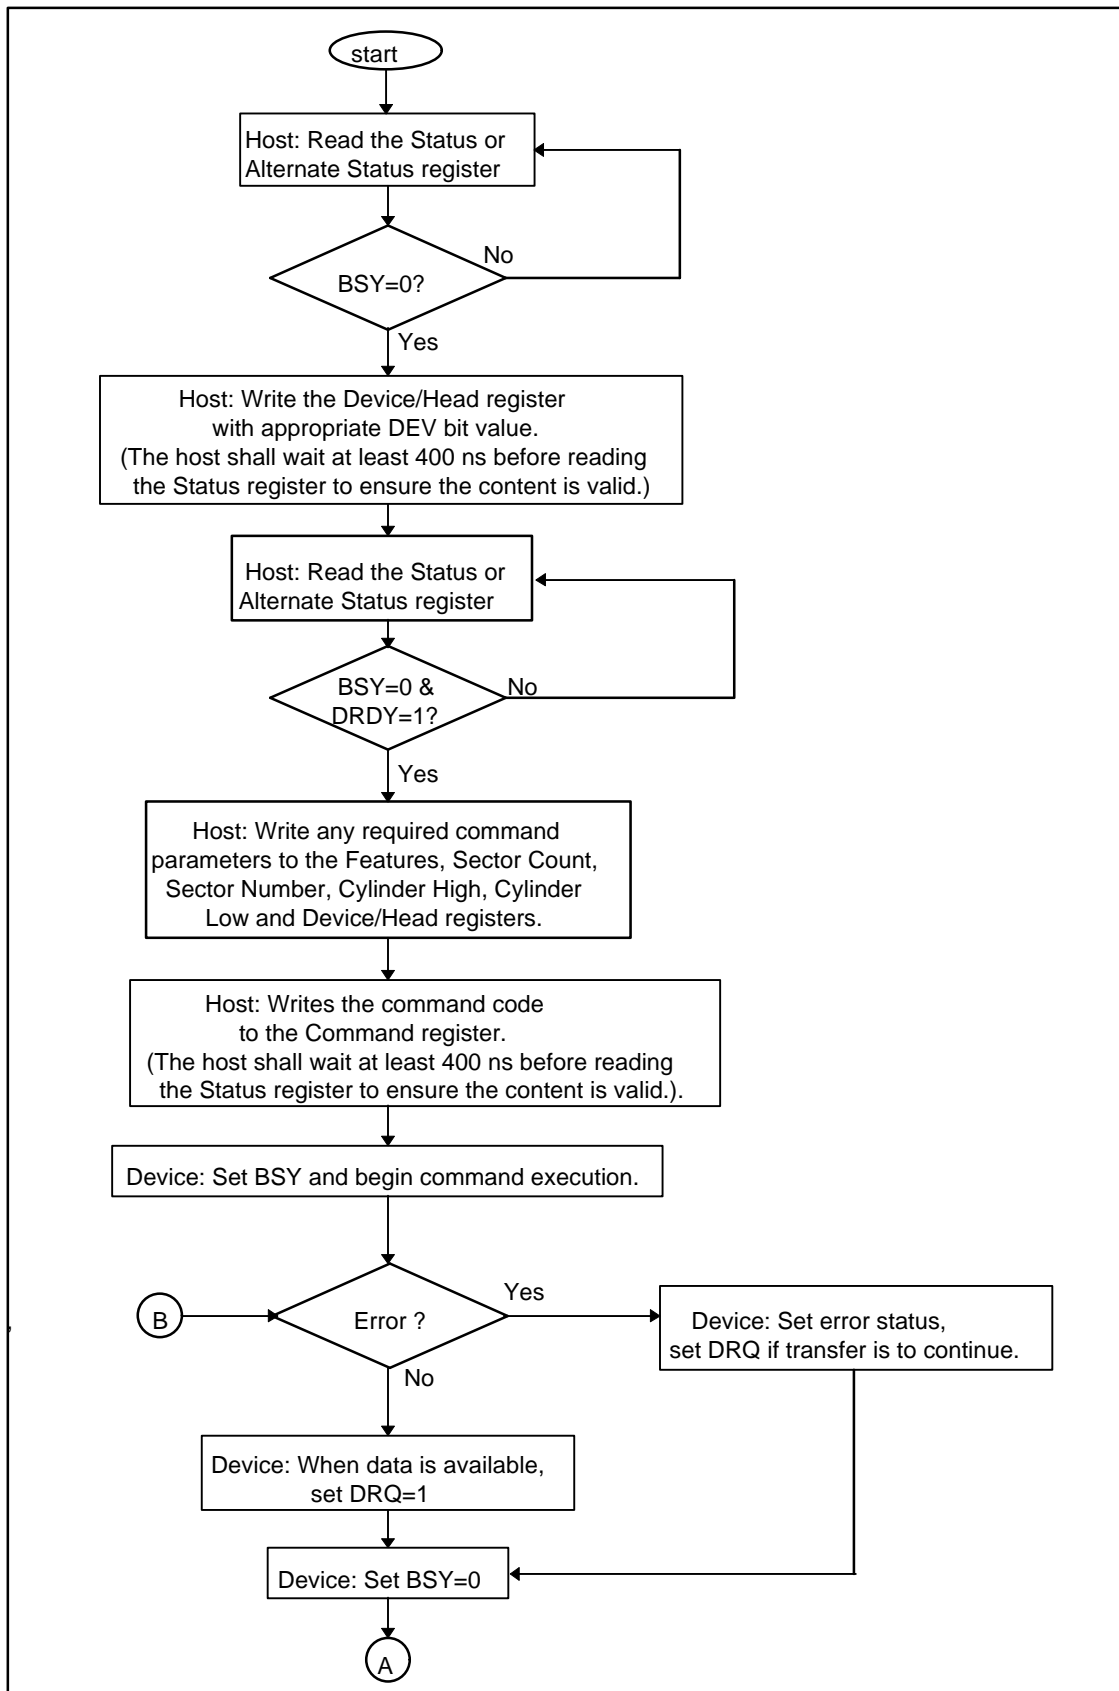 start
Host: Read the Status or
Alternate Status register
No
BSY=0?
Yes
Host: Write the Device/Head register
with appropriate DEV bit value.
(The host shall wait at least 400 ns before reading
the Status register to ensure the content is valid.)
Host: Read the Status or
Alternate Status register
BSY=0 &
No
DRDY=1?
Yes
Host: Write any required command
parameters to the Features, Sector Count,
Sector Number, Cylinder High, Cylinder
Low and Device/Head registers.
Host: Writes the command code
to the Command register.
(The host shall wait at least 400 ns before reading
the Status register to ensure the content is valid.).
Device: Set BSY and begin command execution.
Yes
B
Error ?
Device: Set error status,
set DRQ if transfer is to continue.
,
No
Device: When data is available,
set DRQ=1
Device: Set BSY=0
A